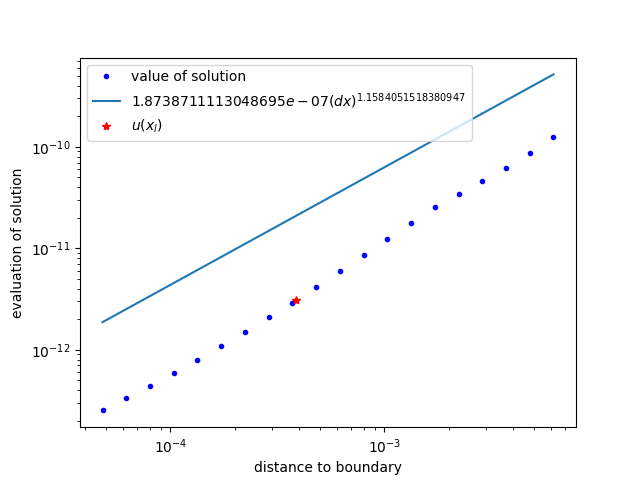 value of solution
1.8738711113048695e − 07(dx)^1.1584051518380947
u(x_l)
10^−10
10^−11
10^−12
evaluation of solution
10^−4 10^−3
distance to boundary